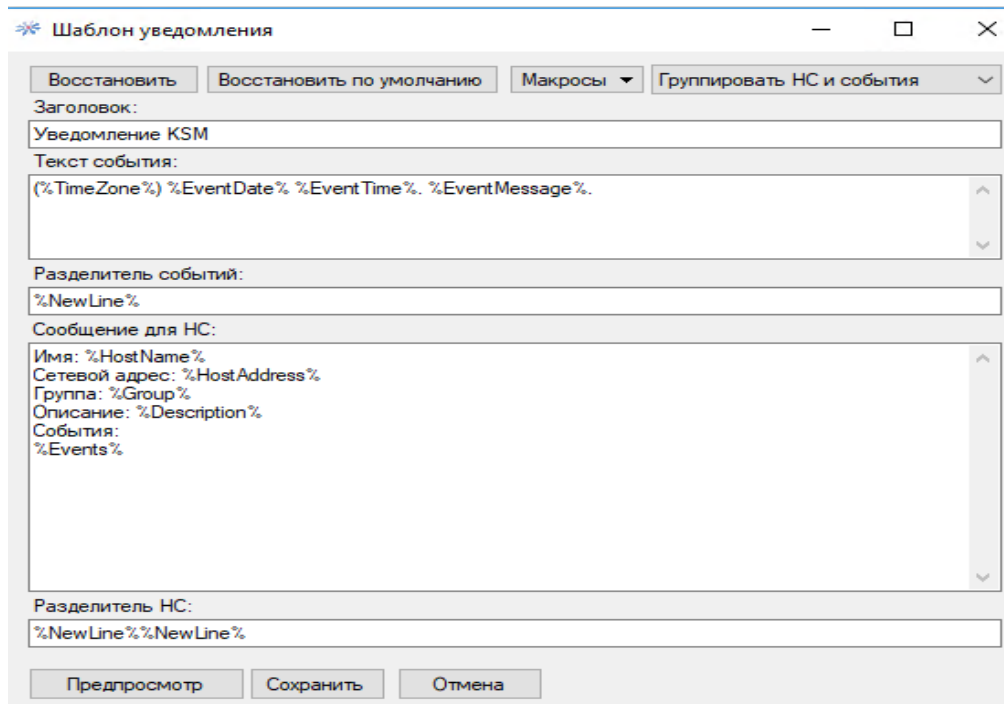 Шаблон уведомления
Восстановить Восстановить по умолчанию Макросы Группировать НС и события
Заголовок:
Уведомление KSM
Текст события:
(%TimeZone%) %EventDate% %EventTime%. %EventMessage%.
Разделитель событий:
%NewLine%
Сообщение для НС:
Имя: %HostName%
Сетевой адрес: %HostAddress%
Группа: %Group%
Описание: %Description%
События:
%Events%
Разделитель НС:
%NewLine%%NewLine%
Предпросмотр Сохранить Отмена